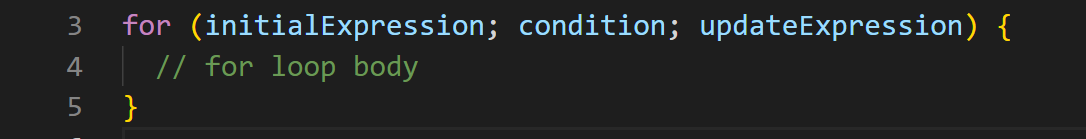 3 for (initialExpression; condition; updateExpression) {
4   // for loop body
5 }